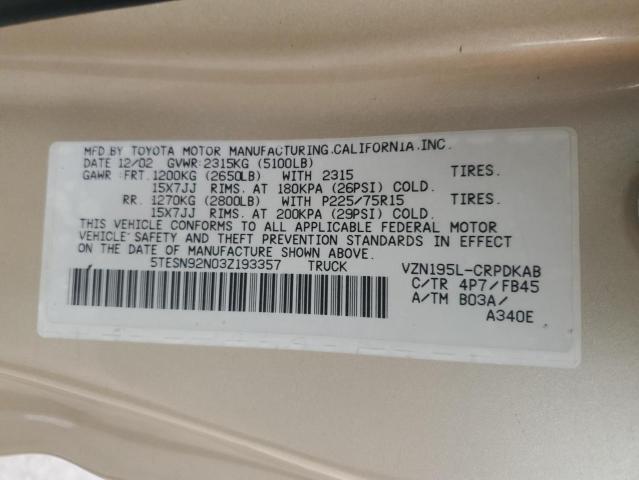 MFD.BY TOYOTA MOTOR MANUFACTURING.CALIFORNIA.INC.
DATE 12/02 GVWR:2315KG (5100LB)
GAWR:FRT.1200KG (2650LB) WITH 2315 TIRES.
15X7JJ RIMS. AT 180KPA (26PSI) COLD.
RR. 1270KG (2800LB) WITH P225/75R15 TIRES.
15X7JJ RIMS. AT 200KPA (29PSI) COLD.
THIS VEHICLE CONFORMS TO ALL APPLICABLE FEDERAL MOTOR
VEHICLE SAFETY AND THEFT PREVENTION STANDARDS IN EFFECT
ON THE DATE OF MANUFACTURE SHOWN ABOVE.
5TESN92N03Z193357 TRUCK VZN195L-CRPDKAB
C/TR 4P7/FB45
A/TM B03A/
A340E